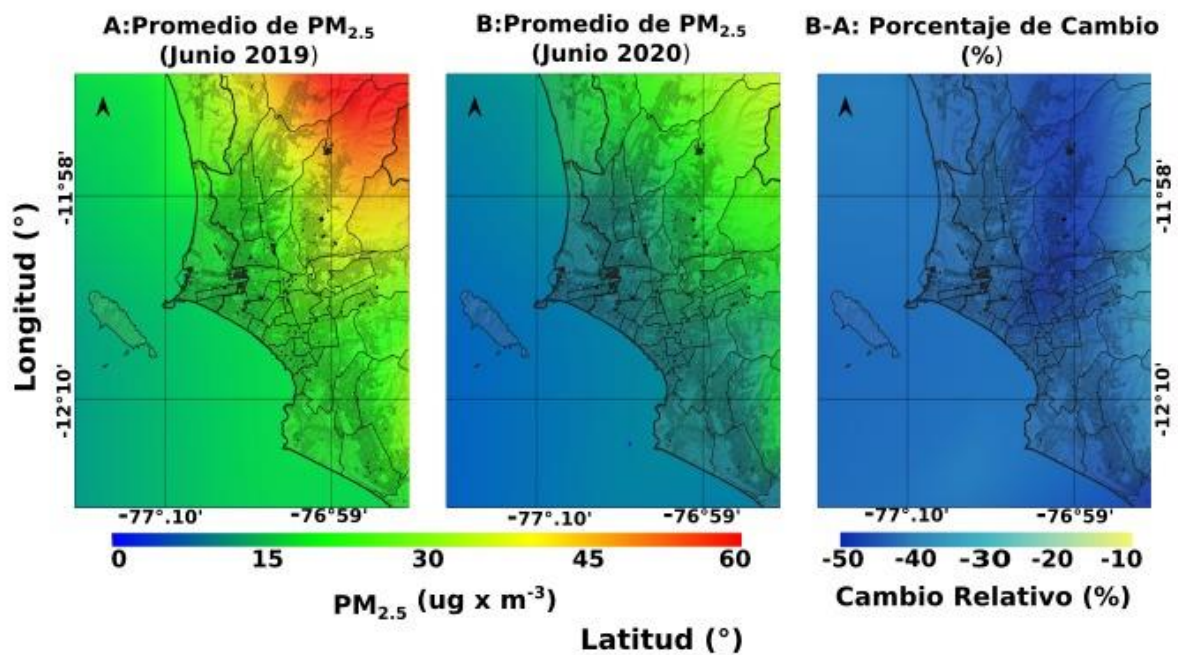 A:Promedio de PM2.5
(Junio 2019)
B:Promedio de PM2.5
(Junio 2020)
B-A: Porcentaje de Cambio
(%)
Longitud (°)
-11°58'
-12°10'
-11°58'
-12°10'
-77°.10'
-76°59'
-77°.10'
-76°59'
-77°.10'
-76°59'
0 15 30 45 60
PM2.5 (ug x m-3)
-50 -40 -30 -20 -10
Cambio Relativo (%)
Latitud (°)